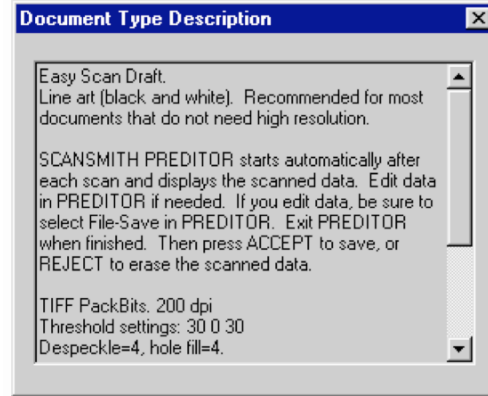 Document Type Description
Easy Scan Draft.
Line art (black and white). Recommended for most
documents that do not need high resolution.
SCANSMITH PREDITOR starts automatically after
each scan and displays the scanned data. Edit data
in PREDITOR if needed. If you edit data, be sure to
select File-Save in PREDITOR. Exit PREDITOR
when finished. Then press ACCEPT to save, or
REJECT to erase the scanned data.
TIFF PackBits. 200 dpi
Threshold settings: 30 0 30
Despeckle=4, hole fill=4.